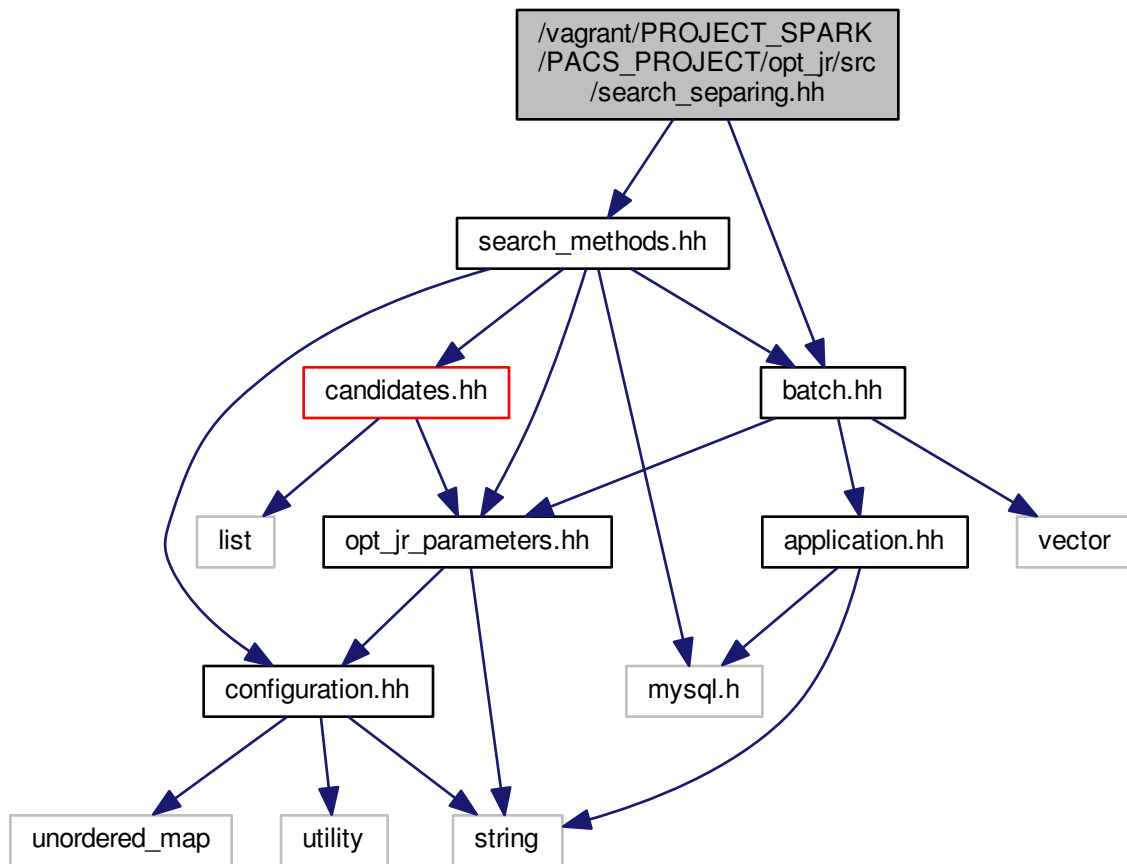 /vagrant/PROJECT_SPARK
/PACS_PROJECT/opt_jr/src
/search_separing.hh
search_methods.hh
candidates.hh
batch.hh
list
opt_jr_parameters.hh
application.hh
vector
configuration.hh
mysql.h
unordered_map
utility
string